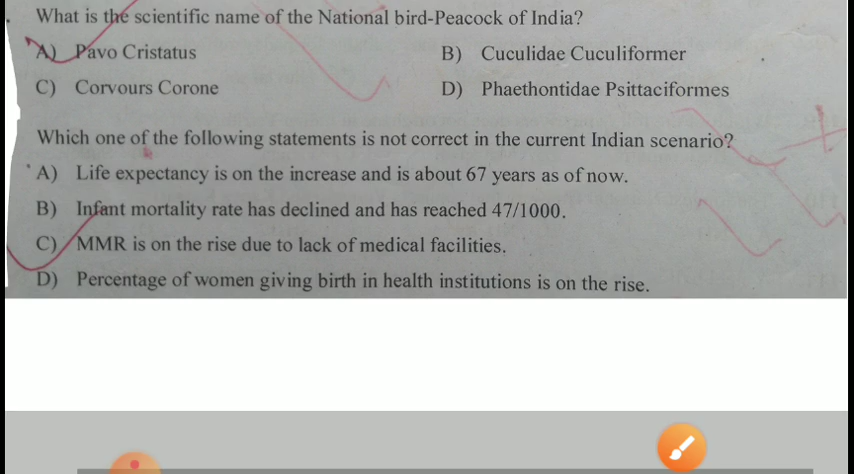 What is the scientific name of the National bird-Peacock of India?
A) Pavo Cristatus B) Cuculidae Cuculiformer
C) Corvours Corone D) Phaethontidae Psittaciformes
Which one of the following statements is not correct in the current Indian scenario?
A) Life expectancy is on the increase and is about 67 years as of now.
B) Infant mortality rate has declined and has reached 47/1000.
C) MMR is on the rise due to lack of medical facilities.
D) Percentage of women giving birth in health institutions is on the rise.